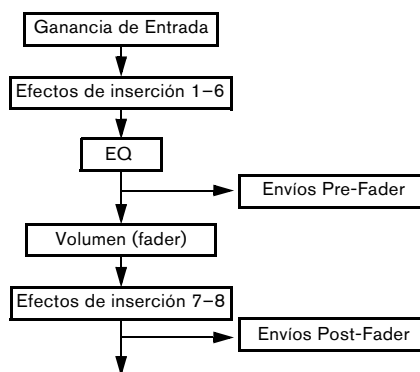 Ganancia de Entrada
Efectos de inserción 1–6
EQ
Envíos Pre-Fader
Volumen (fader)
Efectos de inserción 7–8
Envíos Post-Fader